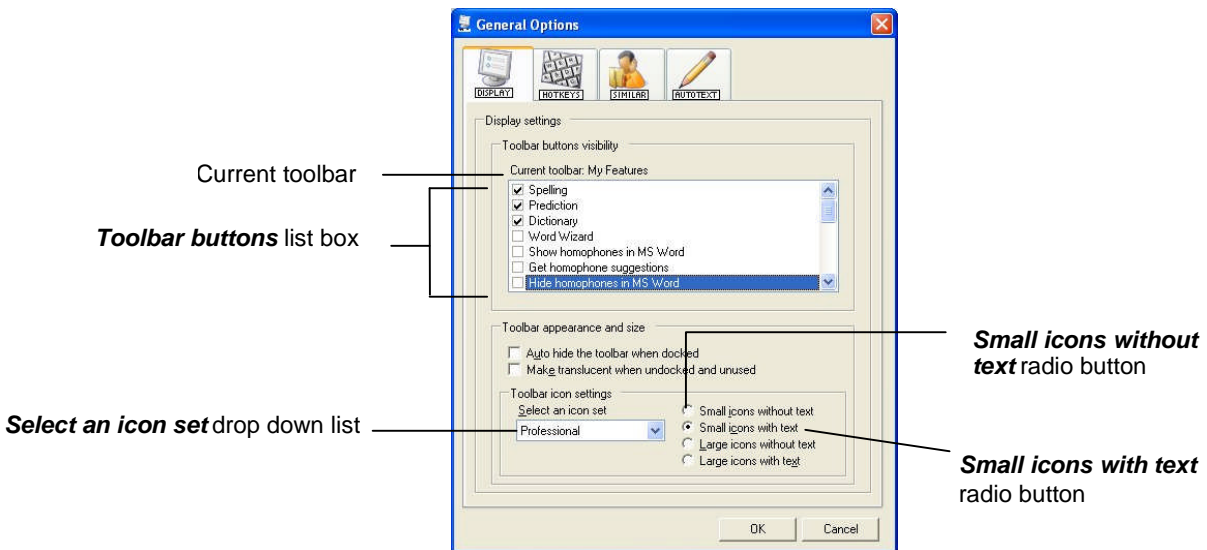 General Options
DISPLAY
HOTKEYS
SIMILAR
AUTOTEXT
Display settings
Toolbar buttons visibility
Current toolbar
Current toolbar: My Features
Spelling
Prediction
Toolbar buttons list box
Dictionary
Word Wizard
Show homophones in MS Word
Get homophone suggestions
Hide homophones in MS Word
Toolbar appearance and size
Auto hide the toolbar when docked
Make translucent when undocked and unused
Small icons without
text radio button
Toolbar icon settings
Select an icon set drop down list
Select an icon set
Professional
Small icons without text
Small icons with text
Large icons without text
Large icons with text
Small icons with text
radio button
OK
Cancel